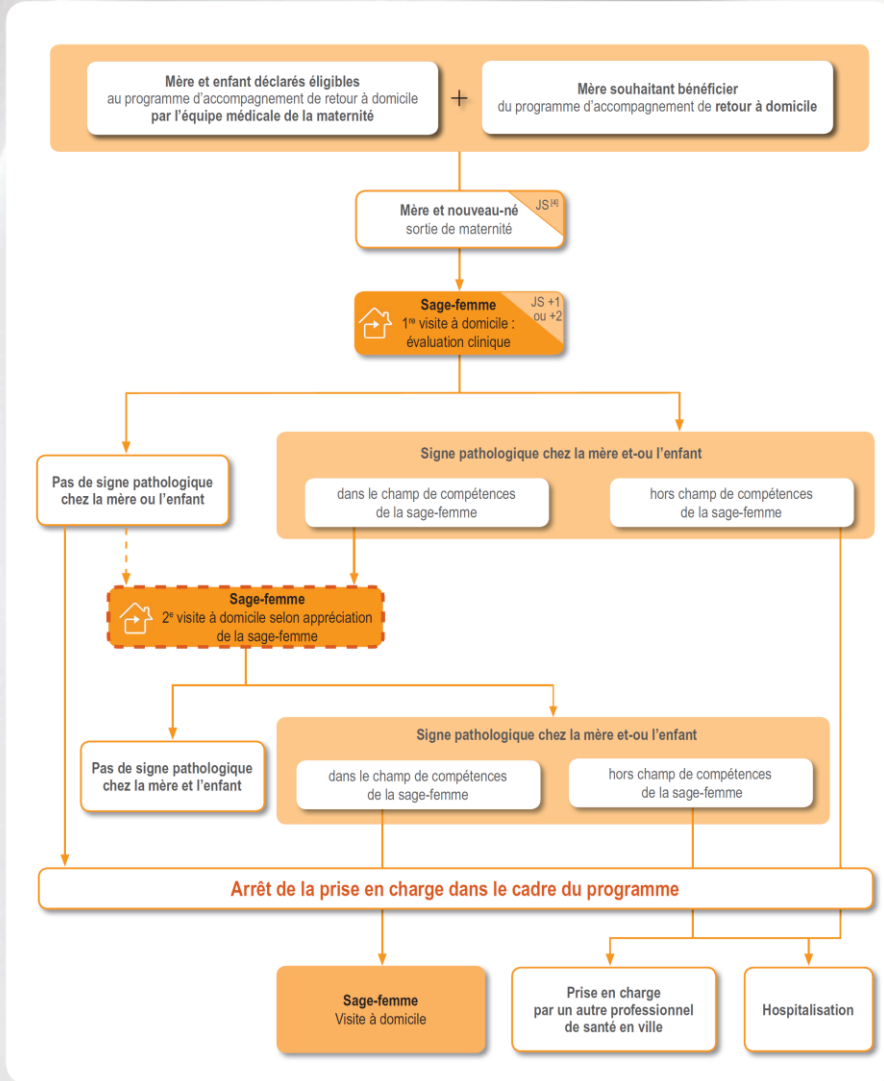 Mère et enfant déclarés éligibles
au programme d'accompagnement de retour à domicile
par l'équipe médicale de la maternité
+
Mère souhaitant bénéficier
du programme d'accompagnement de retour à domicile
Mère et nouveau-né
sortie de maternité
JS [4]
Sage-femme
1re visite à domicile :
évaluation clinique
JS +1
ou +2
Pas de signe pathologique
chez la mère ou l'enfant
Signe pathologique chez la mère et-ou l'enfant
dans le champ de compétences
de la sage-femme
hors champ de compétences
de la sage-femme
Sage-femme
2e visite à domicile selon appréciation
de la sage-femme
Pas de signe pathologique
chez la mère et l'enfant
Signe pathologique chez la mère et-ou l'enfant
dans le champ de compétences
de la sage-femme
hors champ de compétences
de la sage-femme
Arrêt de la prise en charge dans le cadre du programme
Sage-femme
Visite à domicile
Prise en charge
par un autre professionnel
de santé en ville
Hospitalisation